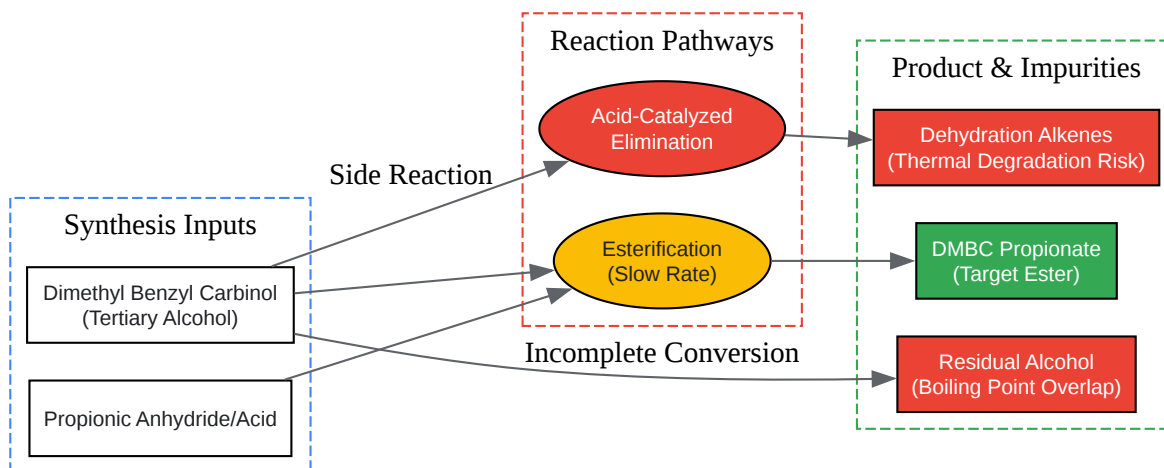 Reaction Pathways
Product & Impurities
Acid-Catalyzed
Elimination
Dehydration Alkenes
(Thermal Degradation Risk)
Side Reaction
Synthesis Inputs
Esterification
(Slow Rate)
DMBC Propionate
(Target Ester)
Dimethyl Benzyl Carbinol
(Tertiary Alcohol)
Incomplete Conversion
Residual Alcohol
(Boiling Point Overlap)
Propionic Anhydride/Acid